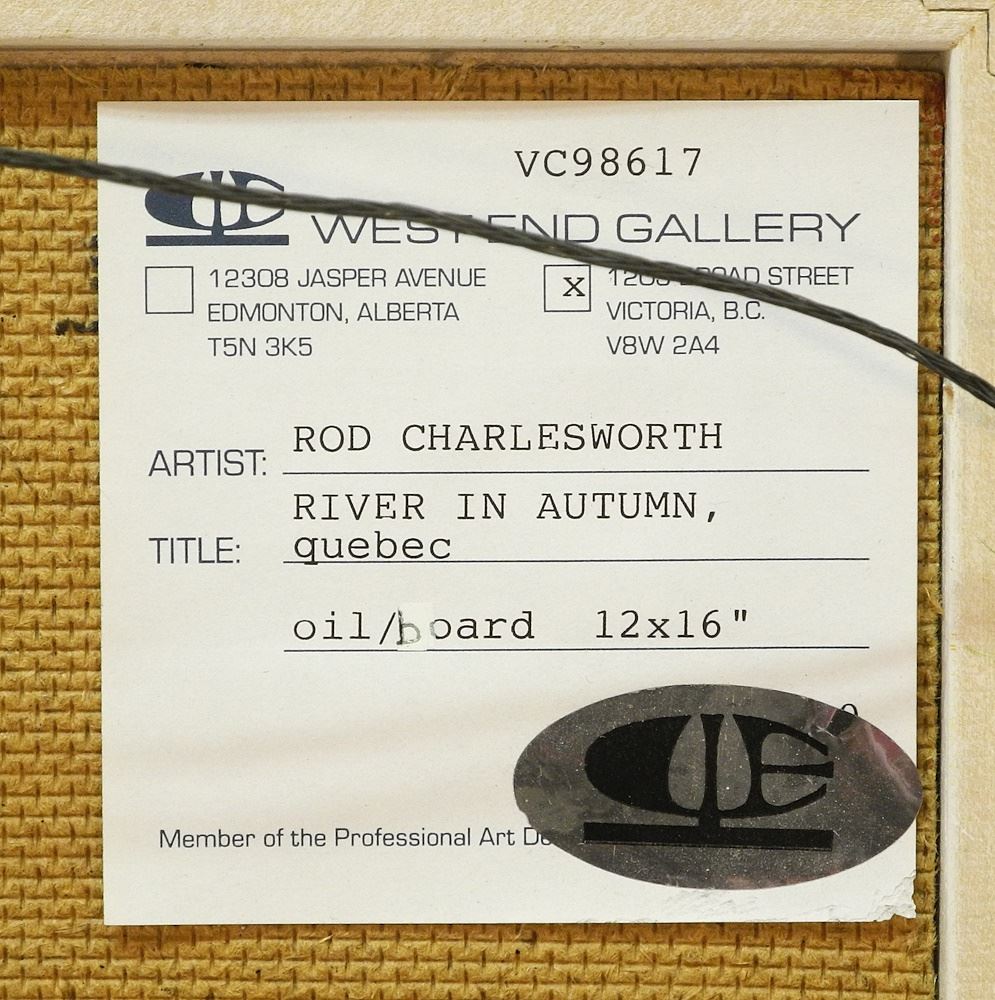 VC98617
WEST END GALLERY
12308 JASPER AVENUE
EDMONTON, ALBERTA
T5N 3K5
x
STREET
VICTORIA, B.C.
V8W 2A4
ARTIST: ROD CHARLESWORTH
RIVER IN AUTUMN,
TITLE: quebec
oil/board 12x16"
Member of the Professional Art